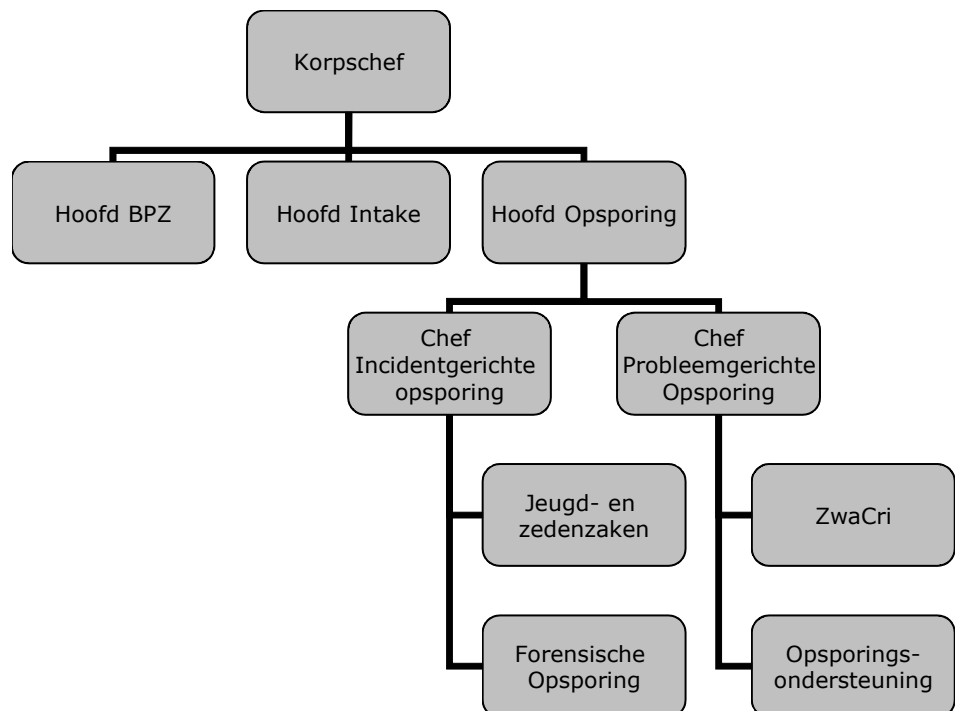 Korpschef
Hoofd BPZ
Hoofd Intake
Hoofd Opsporing
Chef
Incidentgerichte
opsporing
Chef
Probleemgerichte
Opsporing
Jeugd- en
zedenzaken
ZwaCri
Forensische
Opsporing
Opsporings-
ondersteuning